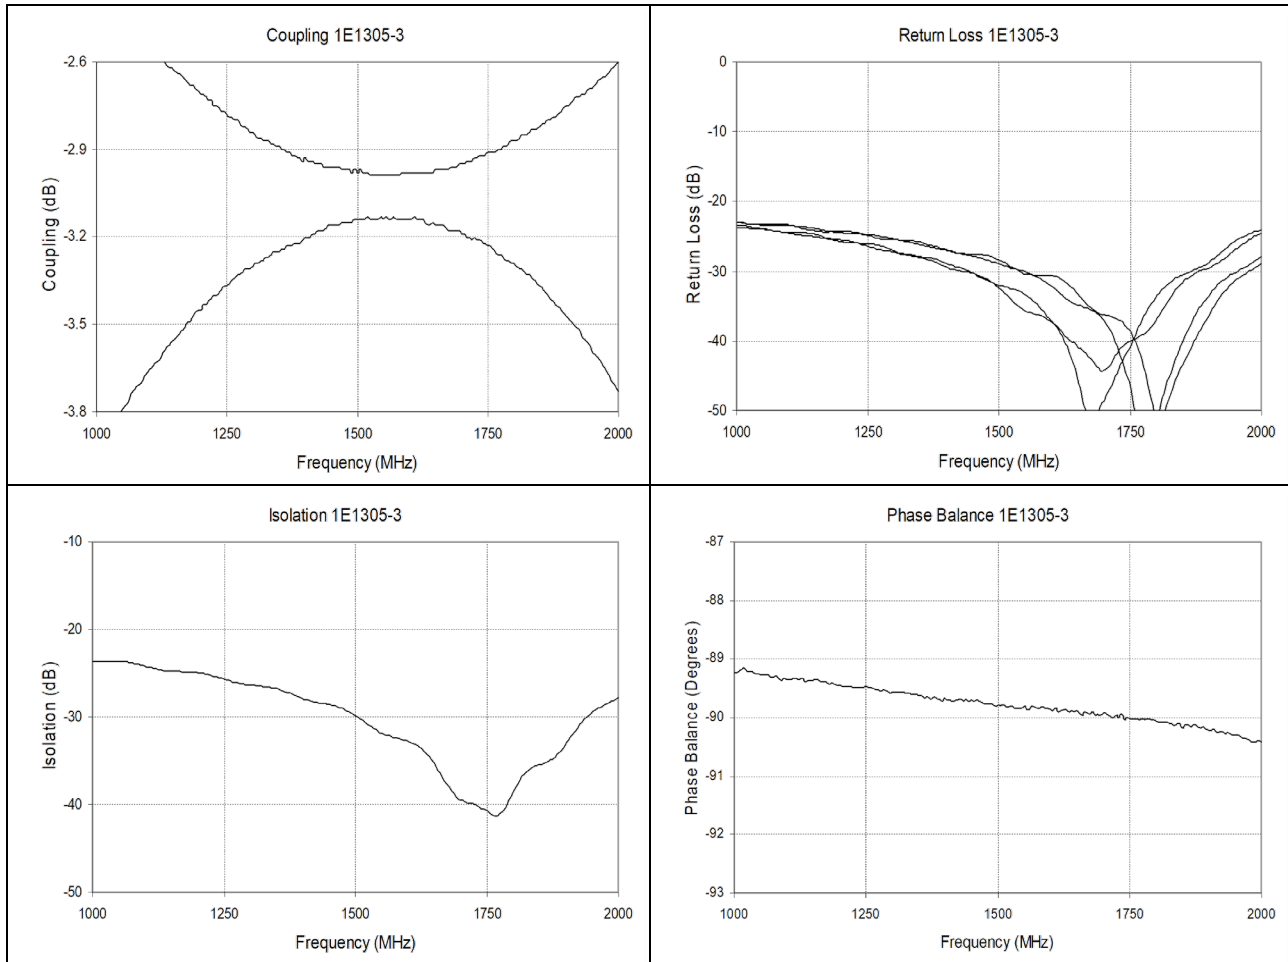 Coupling 1E1305-3
-2.6
-2.9
-3.2
-3.5
-3.8
Coupling (dB)
1000 1250 1500 1750 2000
Frequency (MHz)
Return Loss 1E1305-3
0
-10
-20
-30
-40
-50
Return Loss (dB)
1000 1250 1500 1750 2000
Frequency (MHz)
Isolation 1E1305-3
-10
-20
-30
-40
-50
Isolation (dB)
1000 1250 1500 1750 2000
Frequency (MHz)
Phase Balance 1E1305-3
-87
-88
-89
-90
-91
-92
-93
Phase Balance (Degrees)
1000 1250 1500 1750 2000
Frequency (MHz)